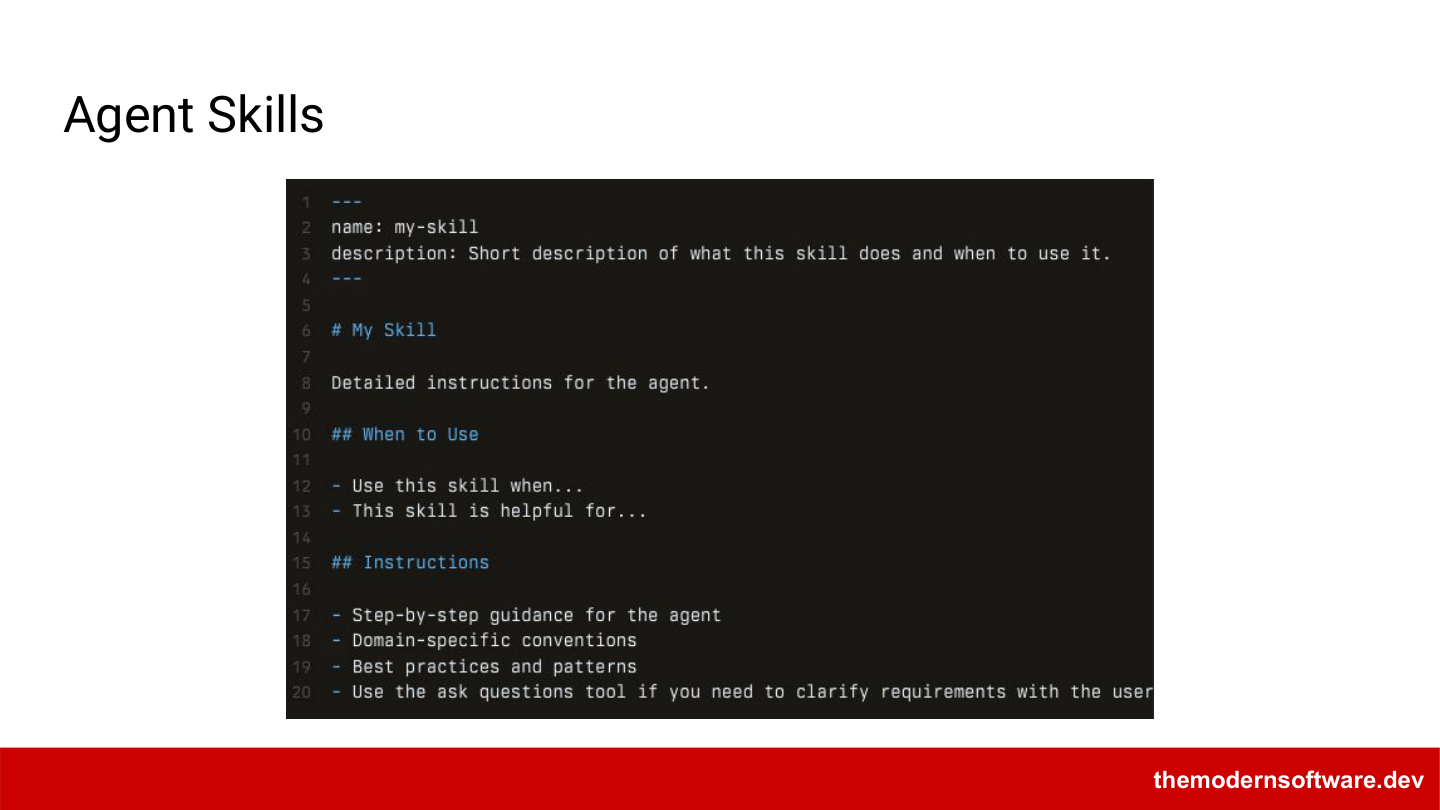 Agent Skills
1 ---
2 name: my-skill
3 description: Short description of what this skill does and when to use it.
4 ---
5
6 # My Skill
7
8 Detailed instructions for the agent.
9
10 ## When to Use
11
12 - Use this skill when...
13 - This skill is helpful for...
14
15 ## Instructions
16
17 - Step-by-step guidance for the agent
18 - Domain-specific conventions
19 - Best practices and patterns
20 - Use the ask questions tool if you need to clarify requirements with the user
themodernsoftware.dev